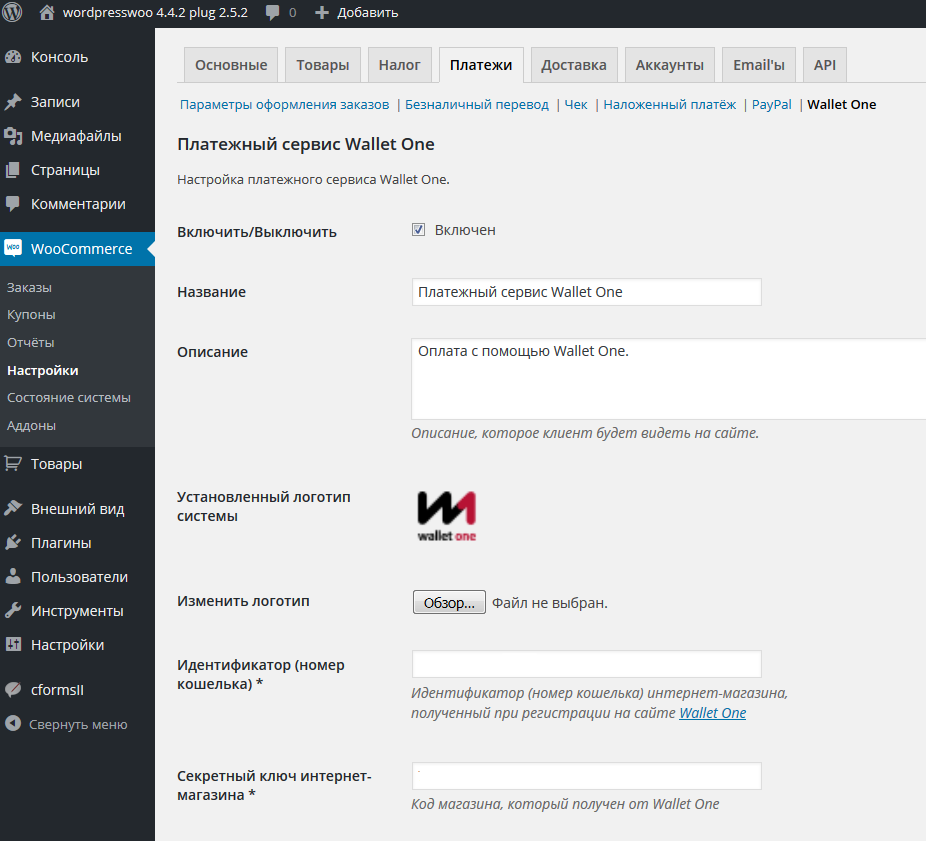 wordpresswoo 4.4.2 plug 2.5.2 0 Добавить
Консоль
Записи
Медиафайлы
Страницы
Комментарии
WooCommerce
Заказы
Купоны
Отчёты
Настройки
Состояние системы
Аддоны
Товары
Внешний вид
Плагины
Пользователи
Инструменты
Настройки
cformsII
Свернуть меню
Основные Товары Налог Платежи Доставка Аккаунты Email'ы API
Параметры оформления заказов | Безналичный перевод | Чек | Наложенный платёж | PayPal | Wallet One
Платежный сервис Wallet One
Настройка платежного сервиса Wallet One.
Включить/Выключить Включен
Название Платежный сервис Wallet One
Описание Оплата с помощью Wallet One.
Описание, которое клиент будет видеть на сайте.
Установленный логотип
системы
wallet one
Изменить логотип Обзор... Файл не выбран.
Идентификатор (номер
кошелька) *
Идентификатор (номер кошелька) интернет-магазина,
полученный при регистрации на сайте Wallet One
Секретный ключ интернет-
магазина *
Код магазина, который получен от Wallet One